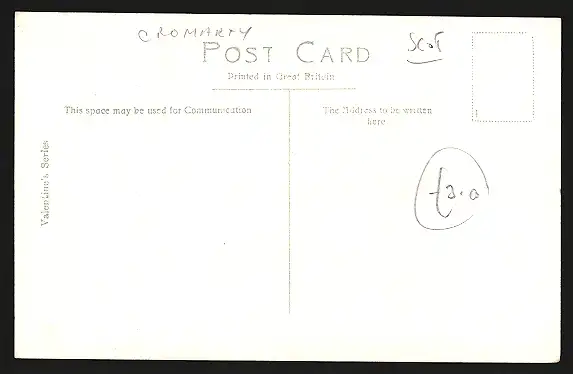 CROMARTY
SCOT
POST CARD
Printed in Great Britain
This space may be used for Communication
The Address to be written
here
Valentine's Series